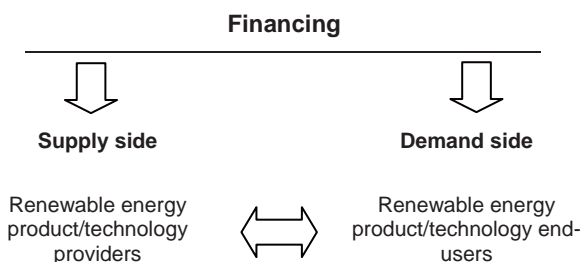 Financing
Supply side
Demand side
Renewable energy
product/technology
providers
Renewable energy
product/technology end-
users